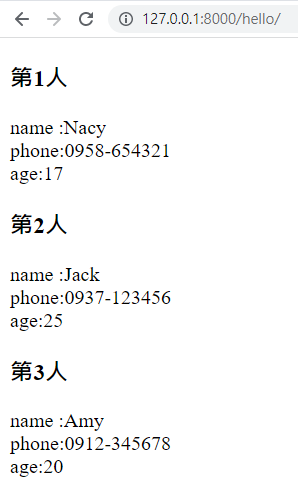 127.0.0.1:8000/hello/
第1人
name :Nacy
phone:0958-654321
age:17
第2人
name :Jack
phone:0937-123456
age:25
第3人
name :Amy
phone:0912-345678
age:20